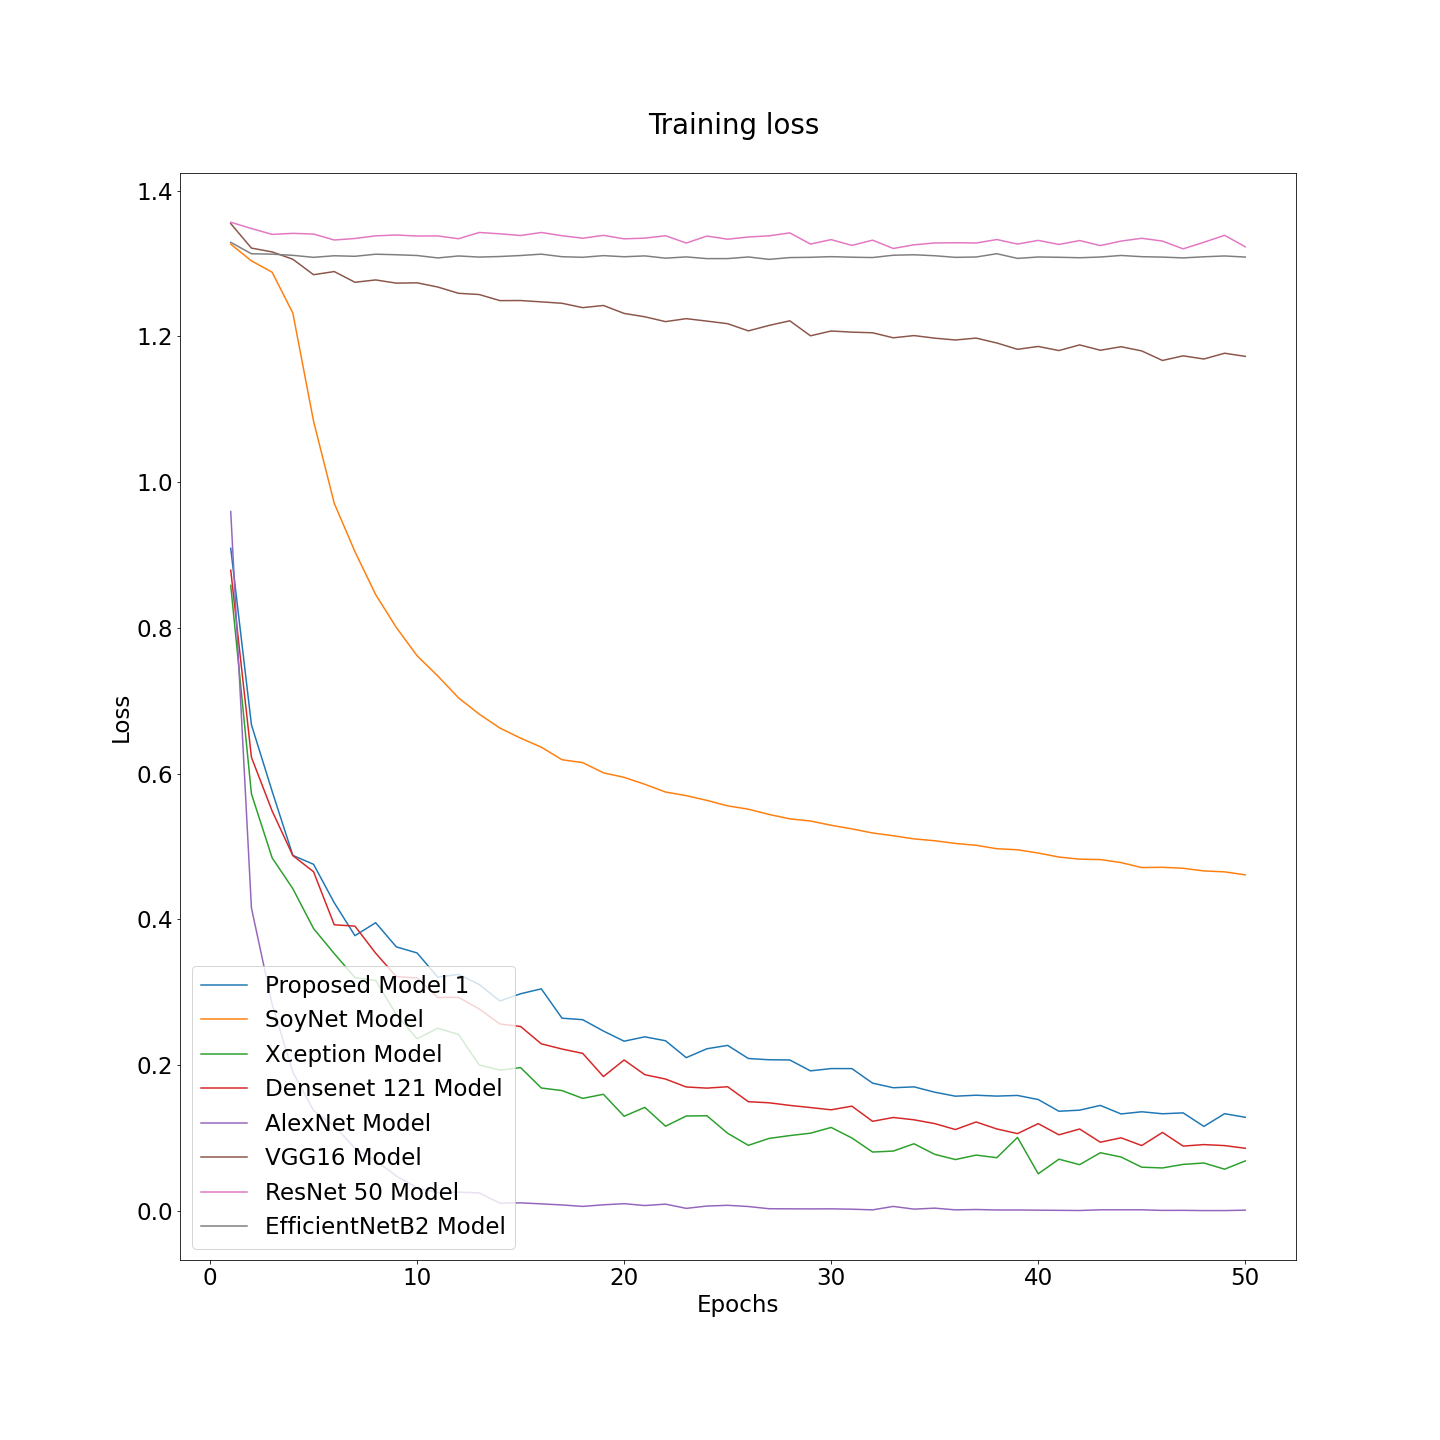 Training loss
1.4
1.2
1.0
0.8
0.6
0.4
0.2
0.0
Loss
Proposed Model 1
SoyNet Model
Xception Model
Densenet 121 Model
AlexNet Model
VGG16 Model
ResNet 50 Model
EfficientNetB2 Model
0 10 20 30 40 50
Epochs